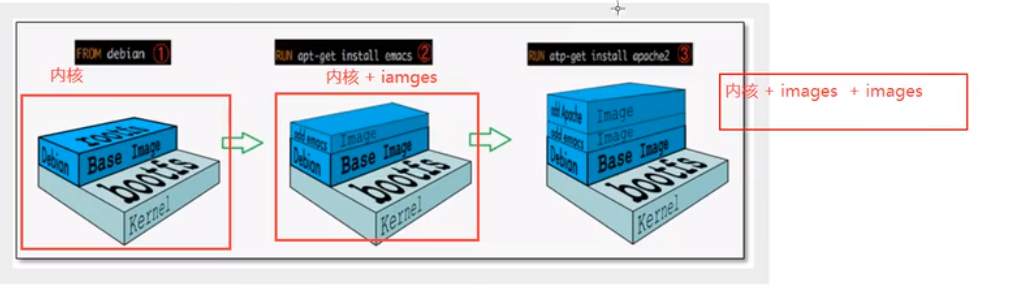 FROM debian ①
RUN apt-get install emacs ②
RUN atp-get install apache2 ③
内核
内核 + iamges
内核 + images + images
rootfs
Debian
Base Image
bootfs
Kernel
add emacs
Image
Debian
Base Image
bootfs
Kernel
add Apache
Image
add emacs
Image
Debian
Base Image
bootfs
Kernel